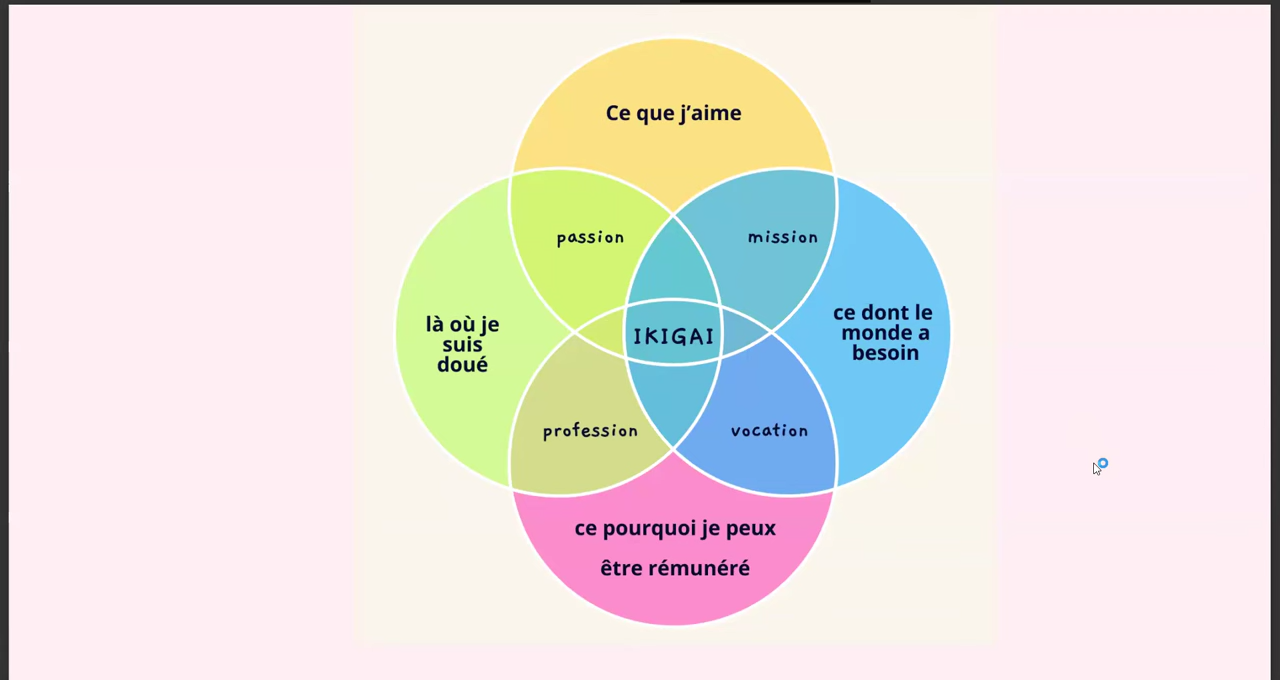 Ce que j’aime
passion
mission
là où je
suis
doué
IKIGAI
ce dont le
monde a
besoin
profession
vocation
ce pourquoi je peux
être rémunéré